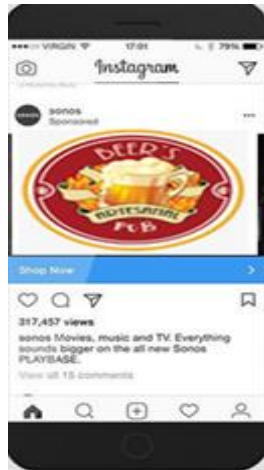 VIRGIN
17:01
79%
Instagram
sonos
Sponsored
BEER'S
ARTESANAL
PUB
Shop Now
317,457 views
sonos Movies, music and TV. Everything
sounds bigger on the all new Sonos
PLAYBASE.
View all 15 comments